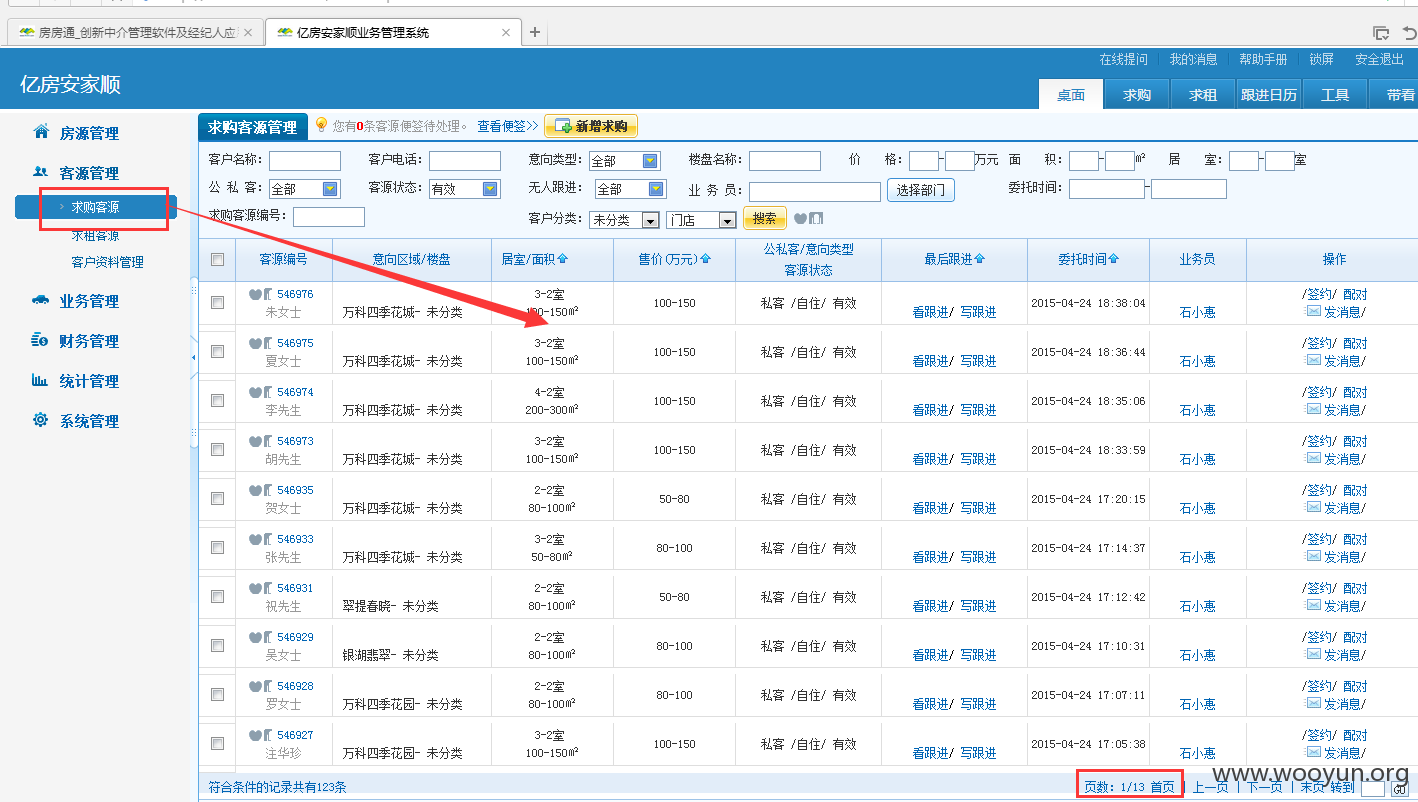 房房通_创新中介管理软件及经纪人应
亿房安家顺业务管理系统
在线提问 我的消息 帮助手册 锁屏 安全退出
亿房安家顺
桌面 求购 求租 跟进日历 工具 带看
房源管理
客源管理
求购客源
求租客源
客户资料管理
业务管理
财务管理
统计管理
系统管理
求购客源管理 您有0条客源便签待处理。 查看便签>> 新增求购
客户名称: 客户电话: 意向类型: 全部 楼盘名称: 价 格: - 万元 面 积: - m² 居 室: - 室
公 私 客: 全部 客源状态: 有效 无人跟进: 全部 业 务 员: 选择部门 委托时间: -
求购客源编号: 客户分类: 未分类 门店 搜索
客源编号 意向区域/楼盘 居室/面积 售价(万元) 公私客/意向类型 客源状态 最后跟进 委托时间 业务员 操作
546976 3-2室 /签约/ 配对
朱女士 万科四季花城- 未分类 100-150m² 100-150 私客 /自住/ 有效 看跟进/ 写跟进 2015-04-24 18:38:04 石小惠 发消息/
546975 3-2室 /签约/ 配对
夏女士 万科四季花城- 未分类 100-150m² 100-150 私客 /自住/ 有效 看跟进/ 写跟进 2015-04-24 18:36:44 石小惠 发消息/
546974 4-2室 /签约/ 配对
李先生 万科四季花城- 未分类 200-300m² 100-150 私客 /自住/ 有效 看跟进/ 写跟进 2015-04-24 18:35:06 石小惠 发消息/
546973 3-2室 /签约/ 配对
胡先生 万科四季花城- 未分类 100-150m² 100-150 私客 /自住/ 有效 看跟进/ 写跟进 2015-04-24 18:33:59 石小惠 发消息/
546935 2-2室 /签约/ 配对
贺女士 万科四季花城- 未分类 80-100m² 50-80 私客 /自住/ 有效 看跟进/ 写跟进 2015-04-24 17:20:15 石小惠 发消息/
546933 3-2室 /签约/ 配对
张先生 万科四季花城- 未分类 50-80m² 80-100 私客 /自住/ 有效 看跟进/ 写跟进 2015-04-24 17:14:37 石小惠 发消息/
546931 2-2室 /签约/ 配对
祝先生 翠提春晓- 未分类 80-100m² 50-80 私客 /自住/ 有效 看跟进/ 写跟进 2015-04-24 17:12:42 石小惠 发消息/
546929 2-2室 /签约/ 配对
吴女士 银湖翡翠- 未分类 80-100m² 80-100 私客 /自住/ 有效 看跟进/ 写跟进 2015-04-24 17:10:31 石小惠 发消息/
546928 2-2室 /签约/ 配对
罗女士 万科四季花园- 未分类 80-100m² 80-100 私客 /自住/ 有效 看跟进/ 写跟进 2015-04-24 17:07:11 石小惠 发消息/
546927 3-2室 /签约/ 配对
注华珍 万科四季花园- 未分类 100-150m² 100-150 私客 /自住/ 有效 看跟进/ 写跟进 2015-04-24 17:05:38 石小惠 发消息/
符合条件的记录共有123条 页数: 1/13 首页 | 上一页 | 下一页 | 末页 转到 GO
www.wooyun.org